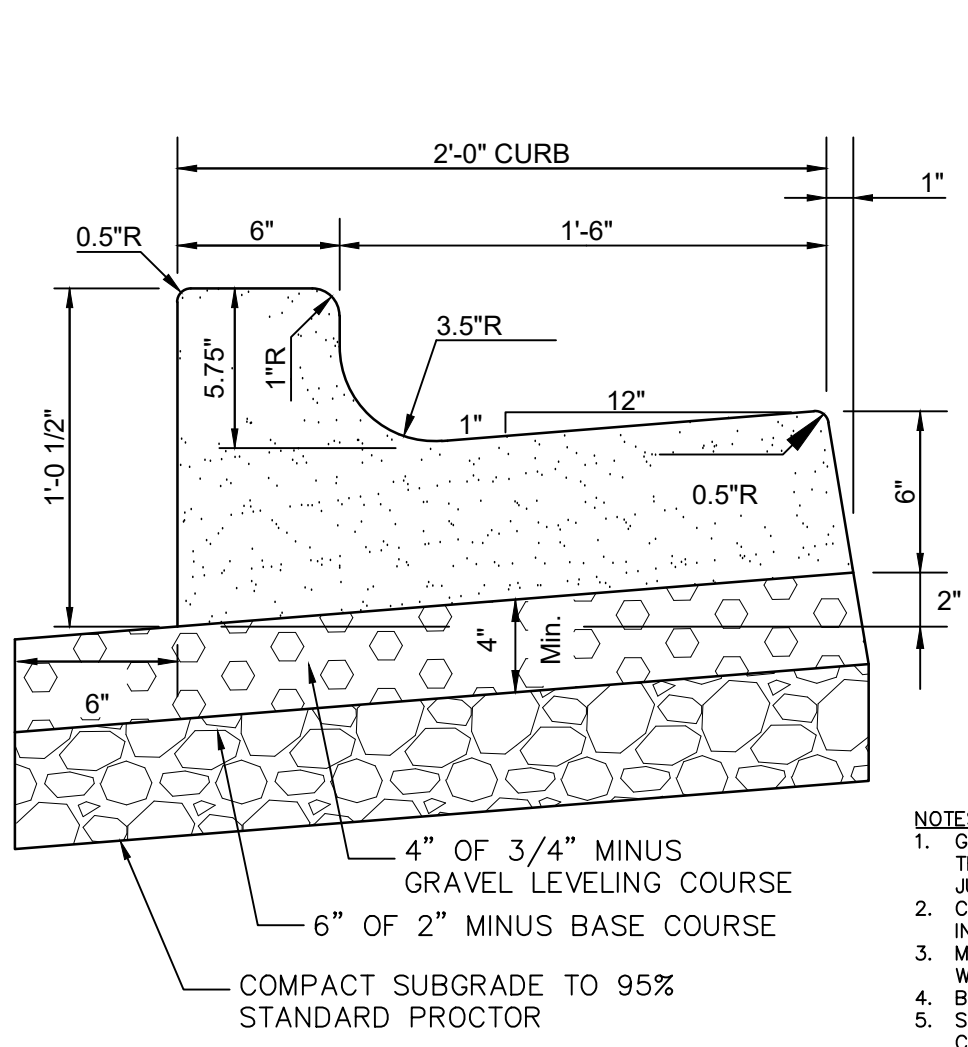 2'-0" CURB
1"
0.5"R
6"
1'-6"
3.5"R
5.75"
1"R
1"
12"
1'-0 1/2"
0.5"R
6"
2"
4"
Min.
6"
4” OF 3/4” MINUS
GRAVEL LEVELING COURSE
6” OF 2” MINUS BASE COURSE
COMPACT SUBGRADE TO 95%
STANDARD PROCTOR
1.
2.
3.
4.
5.